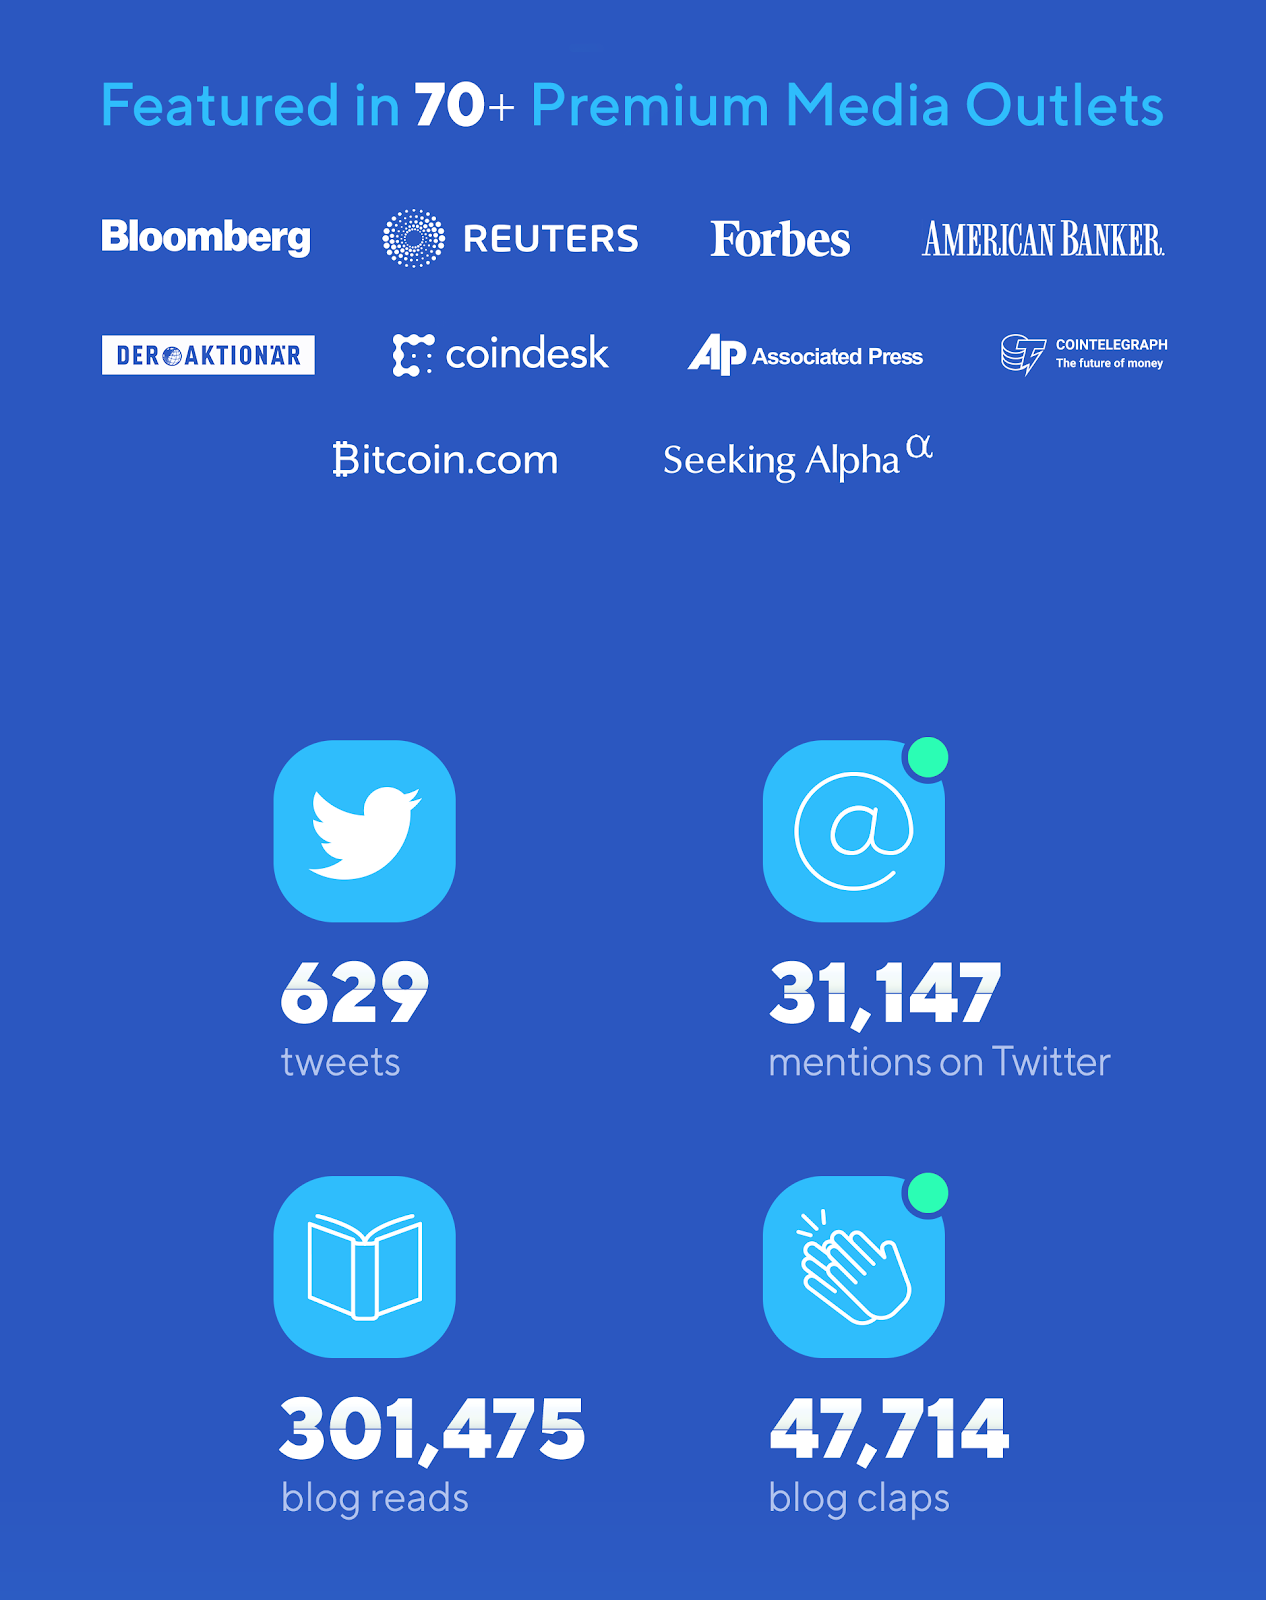 Featured in 70+ Premium Media Outlets
Bloomberg REUTERS Forbes AMERICAN BANKER.
DER AKTIONÄR coindesk AP Associated Press COINTELEGRAPH
The future of money
Bitcoin.com Seeking Alpha α
@
629 31,147
tweets mentions on Twitter
301,475 47,714
blog reads blog claps